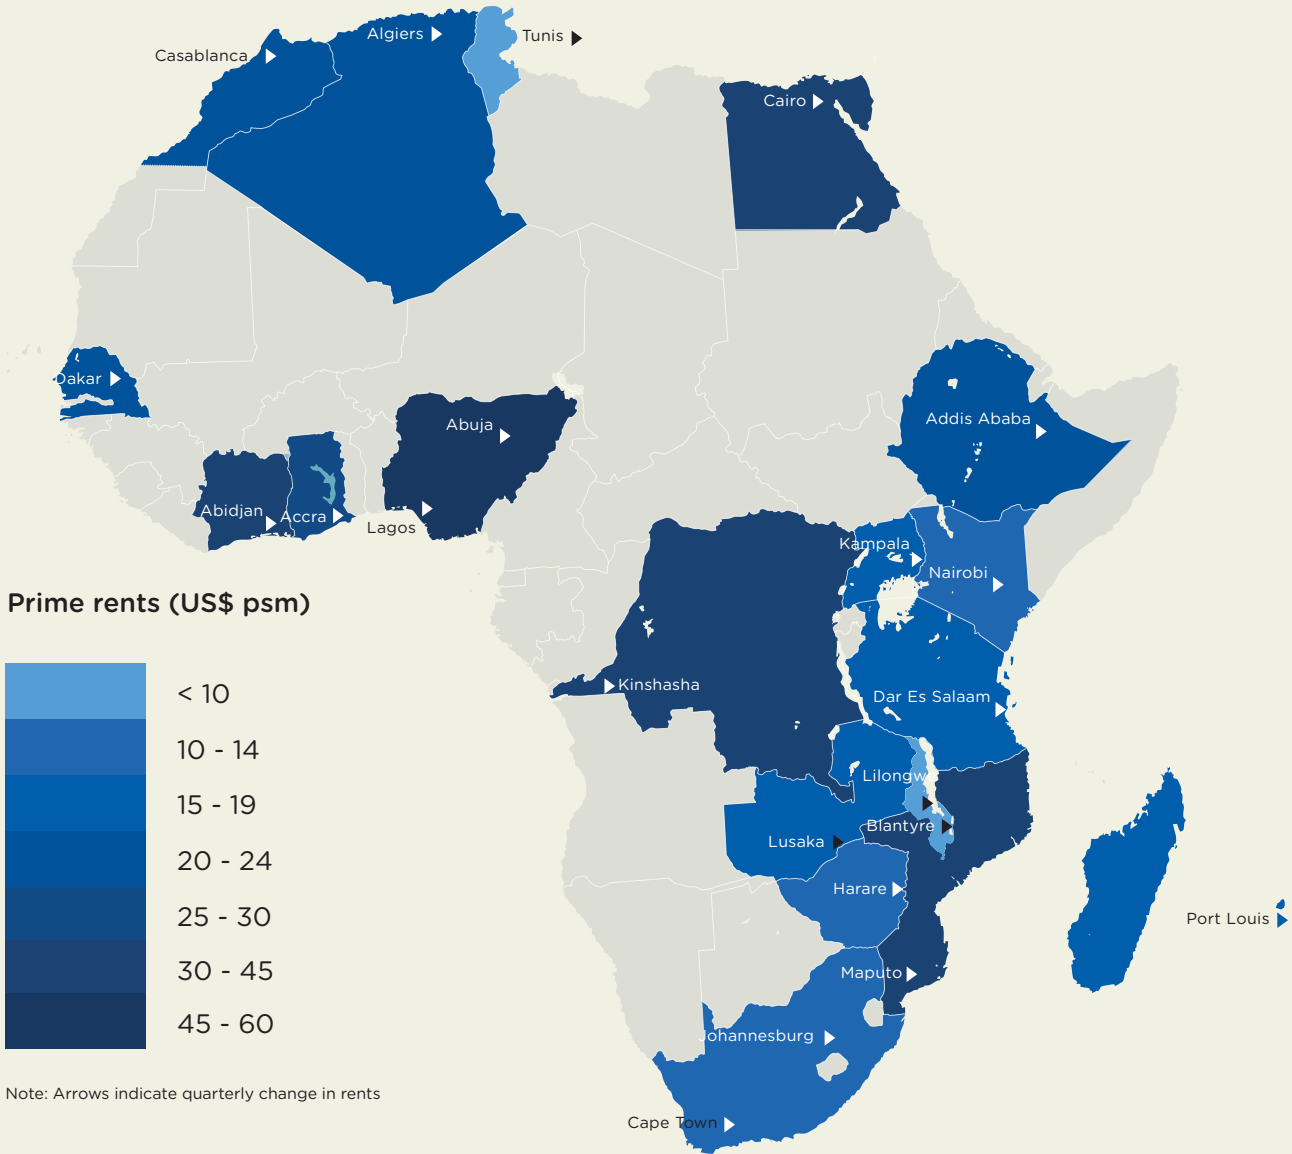 Algiers
Tunis
Casablanca
Cairo
Dakar
Addis Ababa
Abuja
Abidjan
Accra
Lagos
Kampala
Nairobi
Prime rents (US$ psm)
Kinshasha
< 10
Dar Es Salaam
10 - 14
Lilongwe
15 - 19
Blantyre
Lusaka
20 - 24
Harare
25 - 30
Port Louis
30 - 45
Maputo
45 - 60
Johannesburg
Note: Arrows indicate quarterly change in rents
Cape Town